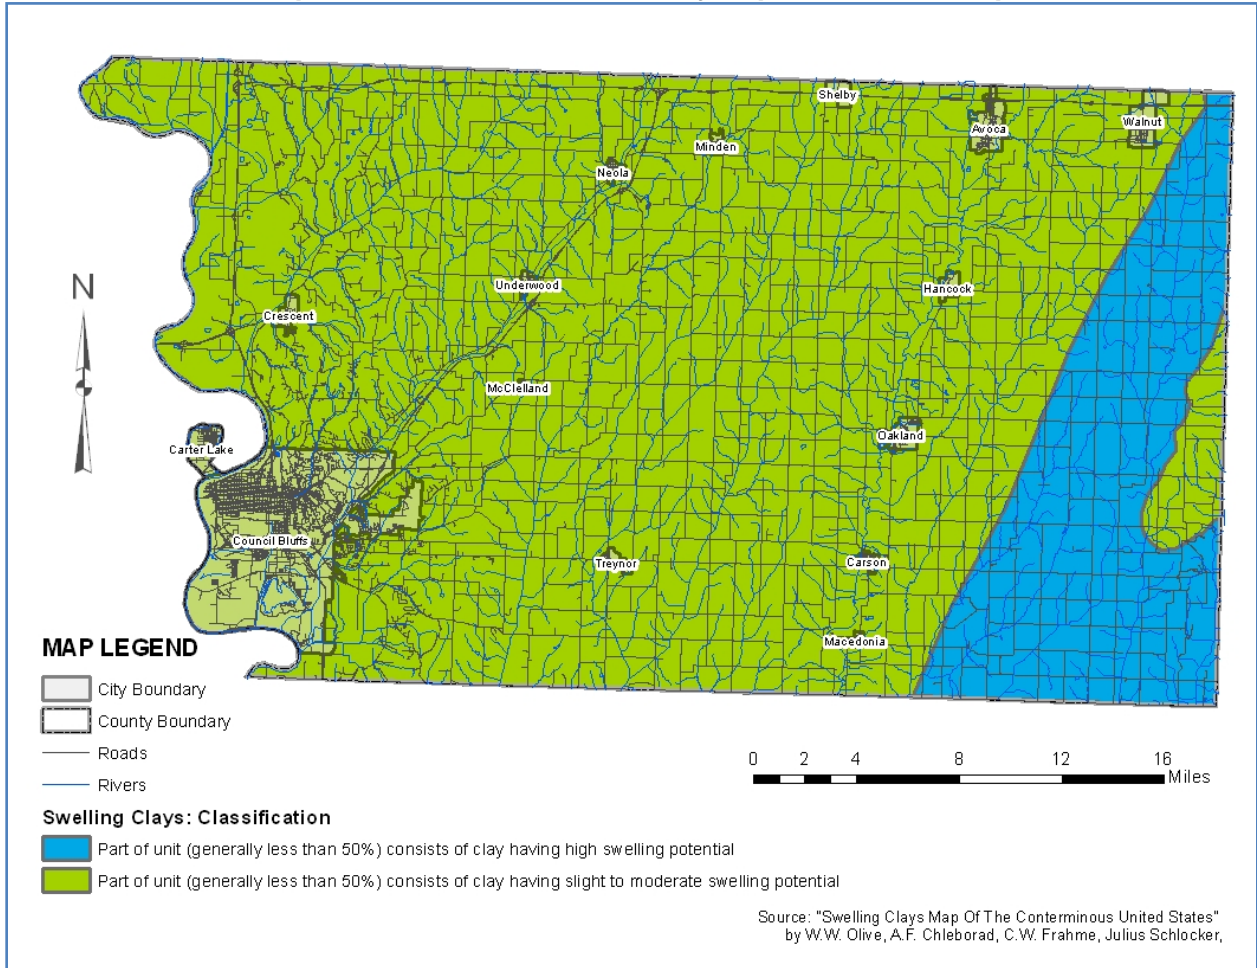 Shelby
Walnut
Avoca
Minden
Neola
Underwood
Hancock
N
Crescent
McClelland
Oakland
Carter Lake
Council Bluffs
Treynor
Carson
Macedonia
MAP LEGEND
City Boundary
County Boundary
Roads
Rivers
0 2 4 8 12 16
Miles
Swelling Clays: Classification
Part of unit (generally less than 50%) consists of clay having high swelling potential
Part of unit (generally less than 50%) consists of clay having slight to moderate swelling potential
Source: "Swelling Clays Map Of The Conterminous United States"
by W.W. Olive, A.F. Chleborad, C.W. Frahme, Julius Schlocker,